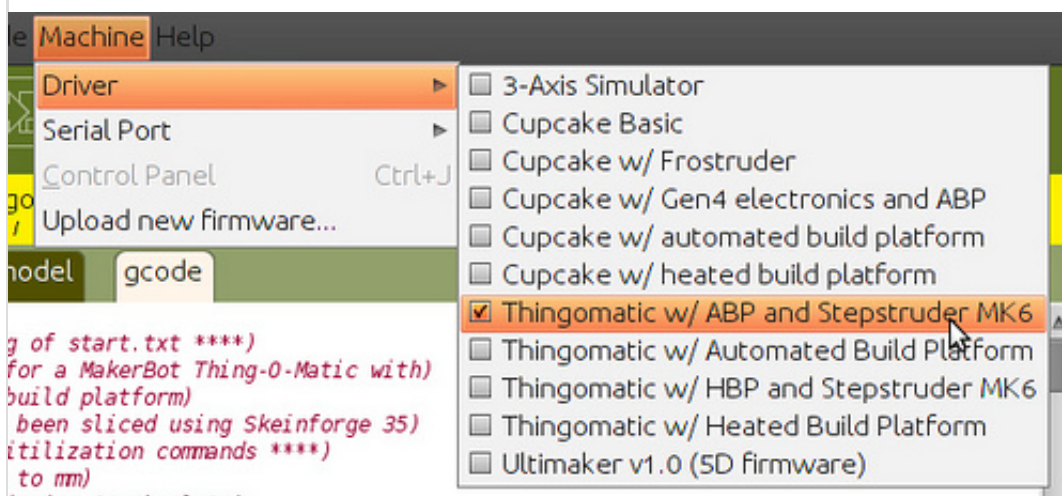 Machine Help
Driver
Serial Port
Control Panel Ctrl+J
Upload new firmware...
3-Axis Simulator
Cupcake Basic
Cupcake w/ Frostruder
Cupcake w/ Gen4 electronics and ABP
Cupcake w/ automated build platform
Cupcake w/ heated build platform
Thingomatic w/ ABP and Stepstruder MK6
Thingomatic w/ Automated Build Platform
Thingomatic w/ HBP and Stepstruder MK6
Thingomatic w/ Heated Build Platform
Ultimaker v1.0 (5D firmware)
go
/
model gcode
g of start.txt ****)
for a MakerBot Thing-O-Matic with)
build platform)
been sliced using Skeinforge 35)
itilization commands ****)
to mm)